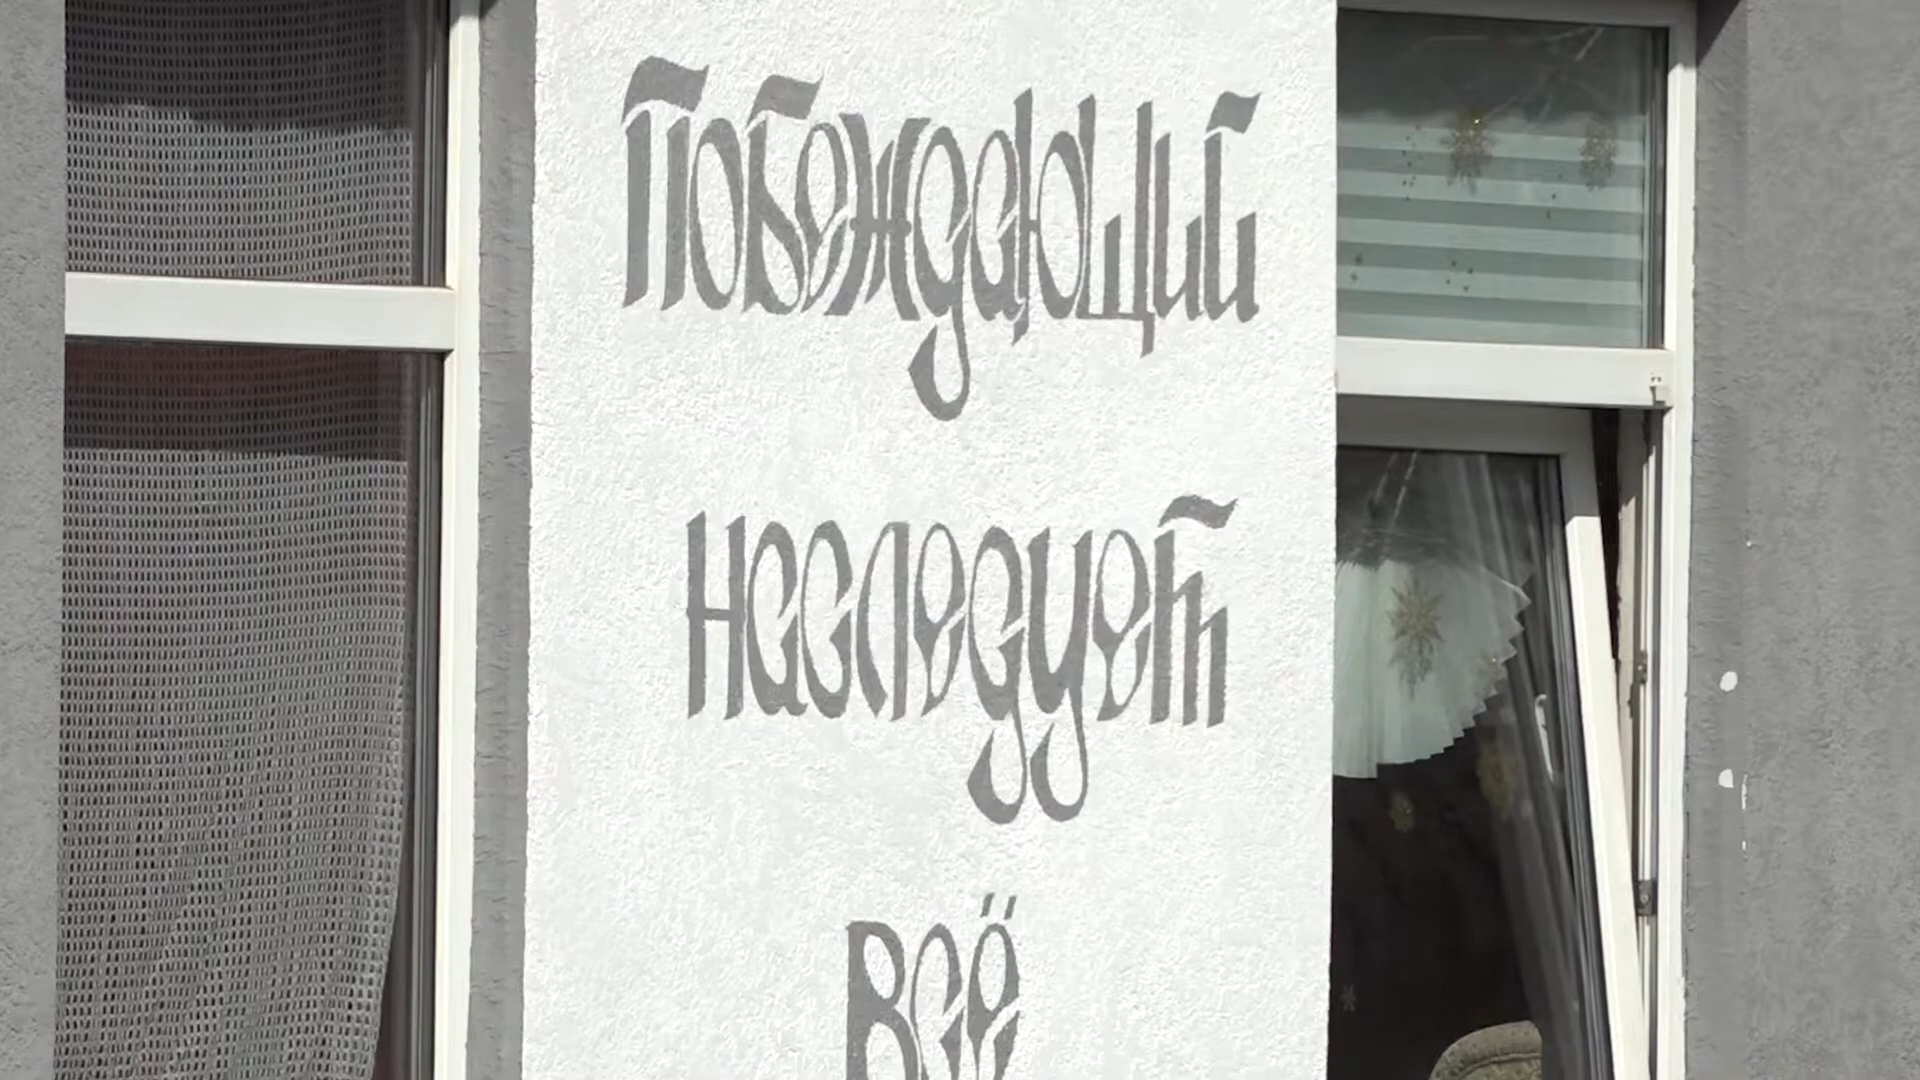 Побеждающий
наследует
всё